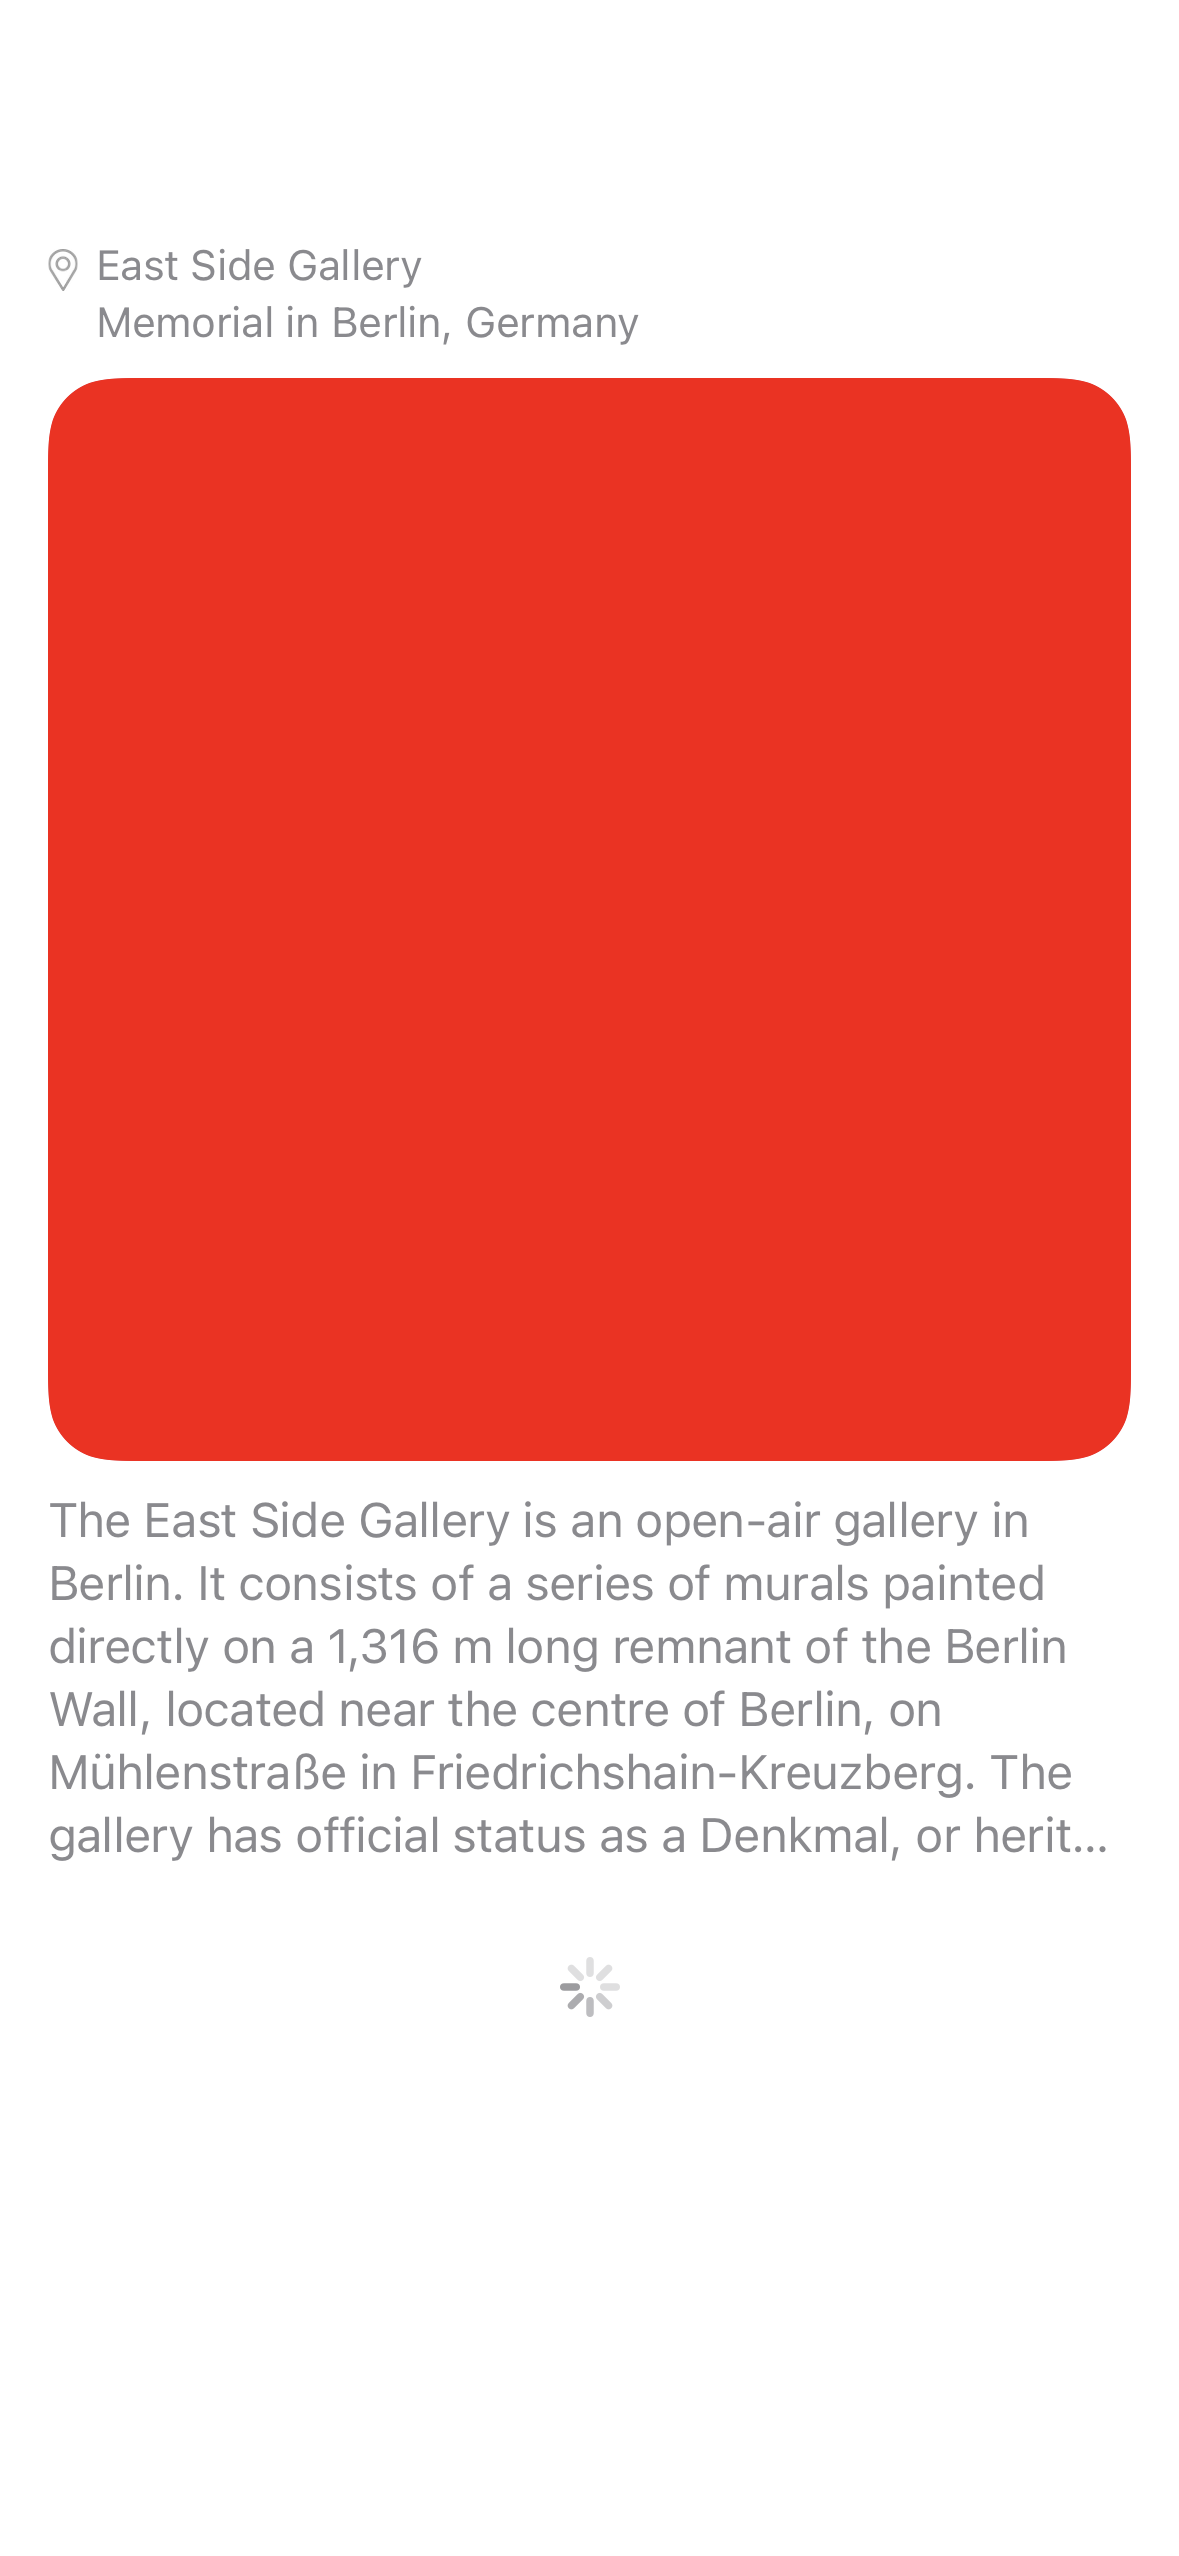 East Side Gallery
Memorial in Berlin, Germany
The East Side Gallery is an open-air gallery in
Berlin. It consists of a series of murals painted
directly on a 1,316 m long remnant of the Berlin
Wall, located near the centre of Berlin, on
Mühlenstraße in Friedrichshain-Kreuzberg. The
gallery has official status as a Denkmal, or herit...